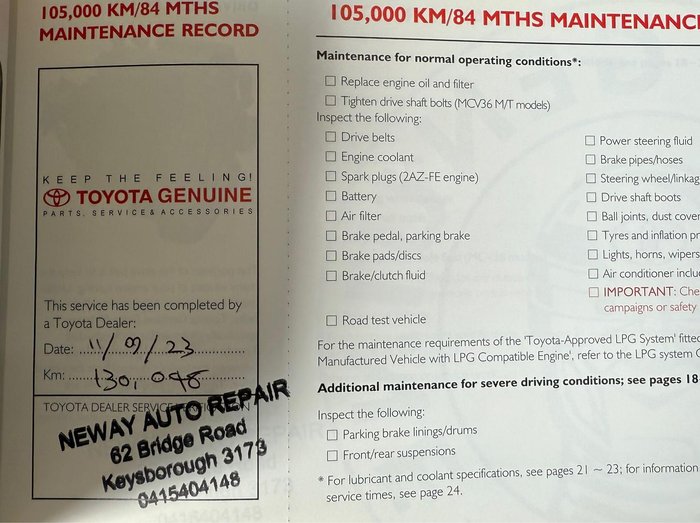 105,000 KM/84 MTHS
MAINTENANCE RECORD
KEEP THE FEELING!
TOYOTA GENUINE
PARTS, SERVICE & ACCESSORIES
This service has been completed by
a Toyota Dealer:
Date: 11/09/23
Km: 130,048
TOYOTA DEALER
NEWAY AUTO REPAIR
62 Bridge Road
Keysborough 3173
0415404148
105,000 KM/84 MTHS MAINTENANC
Maintenance for normal operating conditions*:
Replace engine oil and filter
Tighten drive shaft bolts (MCV36 M/T models)
Inspect the following:
Drive belts
Engine coolant
Spark plugs (2AZ-FE engine)
Battery
Air filter
Brake pedal, parking brake
Brake pads/discs
Brake/clutch fluid
Road test vehicle
Power steering fluid
Brake pipes/hoses
Steering wheel/linkag
Drive shaft boots
Ball joints, dust cove
Tyres and inflation pr
Lights, horns, wipers
Air conditioner inclu
IMPORTANT: Che
campaigns or safety
For the maintenance requirements of the 'Toyota-Approved LPG System' fitted
Manufactured Vehicle with LPG Compatible Engine', refer to the LPG system
Additional maintenance for severe driving conditions; see pages 18
Inspect the following:
Parking brake linings/drums
Front/rear suspensions
* For lubricant and coolant specifications, see pages 21 ~ 23; for information
service times, see page 24.